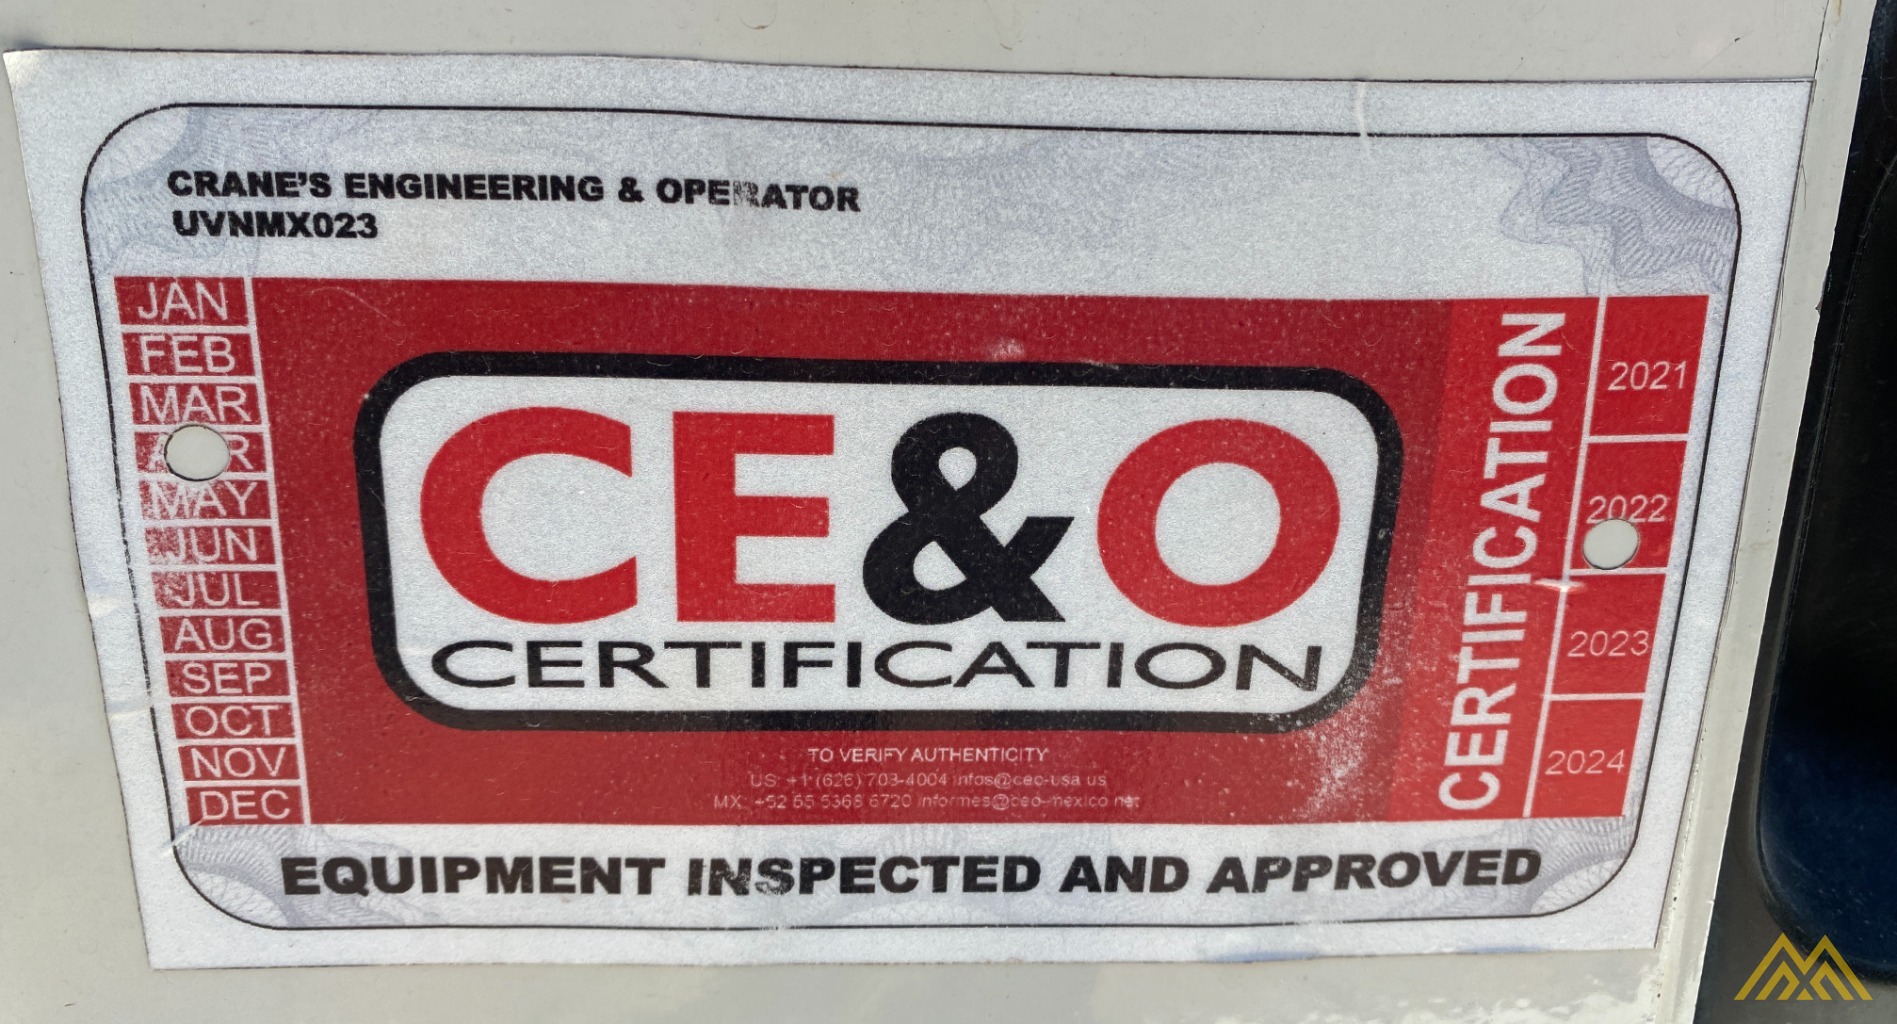 CRANE'S ENGINEERING & OPERATOR
UVNMX023
JAN
FEB
MAR
APR
MAY
JUN
JUL
AUG
SEP
OCT
NOV
DEC
CE&O
CERTIFICATION
TO VERIFY AUTHENTICITY
US: +1 (626) 703-4004 infos@ceo-usa.us
MX: +52 55 5368 6720 informes@ceo-mexico.net
CERTIFICATION
2021
2022
2023
2024
EQUIPMENT INSPECTED AND APPROVED